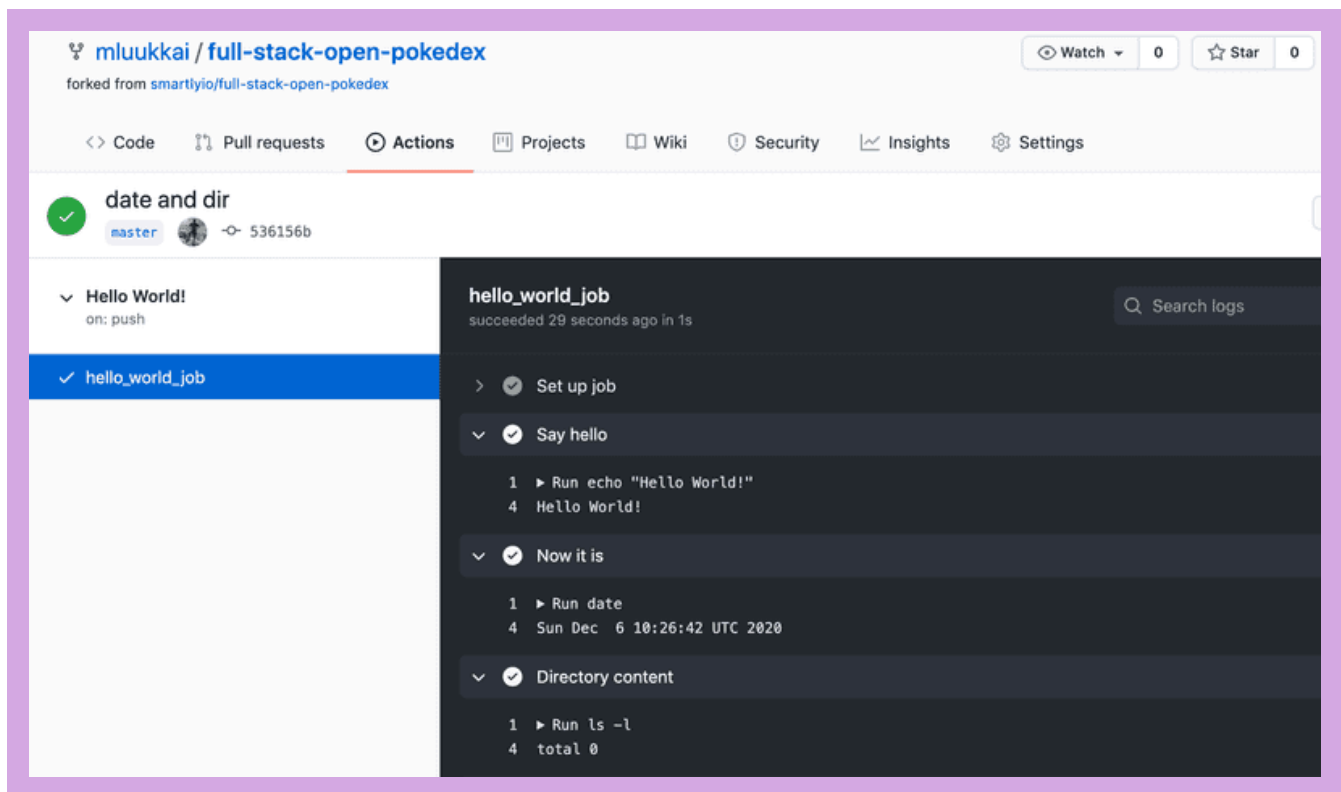 mluukkai / full-stack-open-pokedex
Watch 0 Star 0
forked from smartlyio/full-stack-open-pokedex
<> Code Pull requests Actions Projects Wiki Security Insights Settings
date and dir
master 536156b
Hello World!
on: push
hello_world_job
hello_world_job
succeeded 29 seconds ago in 1s
Search logs
Set up job
Say hello
1 Run echo "Hello World!"
4 Hello World!
Now it is
1 Run date
4 Sun Dec  6 10:26:42 UTC 2020
Directory content
1 Run ls -l
4 total 0